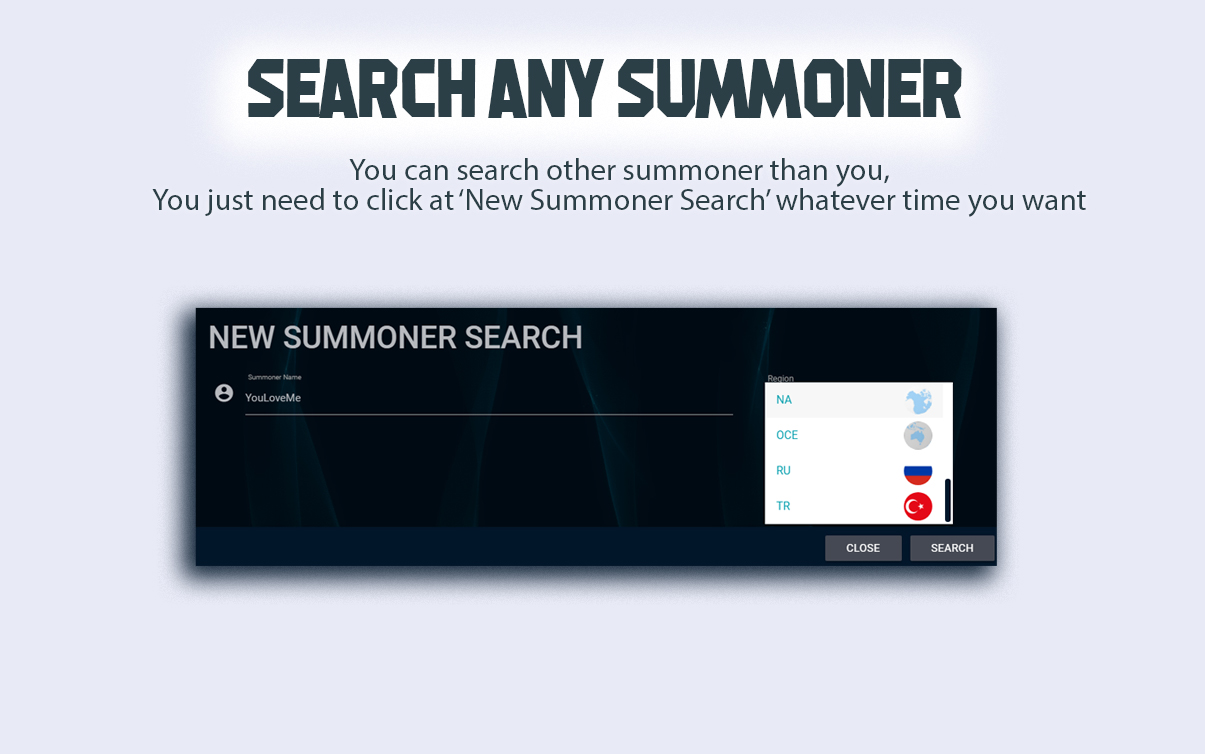 SEARCH ANY SUMMONER
You can search other summoner than you,
You just need to click at ‘New Summoner Search’ whatever time you want
NEW SUMMONER SEARCH
Summoner Name
YouLoveMe
Region
NA
OCE
RU
TR
CLOSE
SEARCH